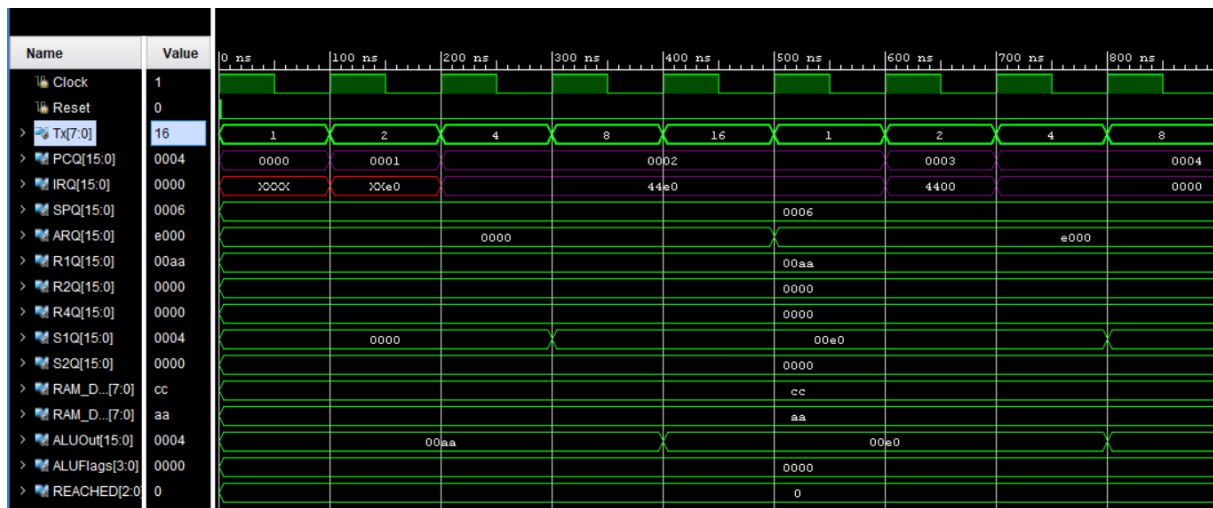 Name Value 0 ns 100 ns 200 ns 300 ns 400 ns 500 ns 600 ns 700 ns 800 ns
Clock 1
Reset 0
Tx[7:0] 16 1 2 4 8 16 1 2 4 8
PCQ[15:0] 0004 0000 0001 0002 0003 0004
IRQ[15:0] 0000 XXXX XXe0 44e0 4400 0000
SPQ[15:0] 0006 0006
ARQ[15:0] e000 0000 e000
R1Q[15:0] 00aa 00aa
R2Q[15:0] 0000 0000
R4Q[15:0] 0000 0000
S1Q[15:0] 0004 0000 00e0
S2Q[15:0] 0000 0000
RAM_D...[7:0] cc cc
RAM_D...[7:0] aa aa
ALUOut[15:0] 0004 00aa 00e0
ALUFlags[3:0] 0000 0000
REACHED[2:0] 0 0